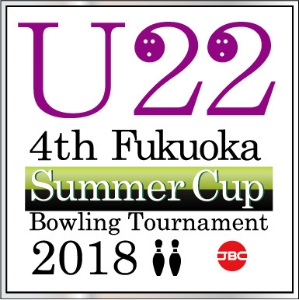 U22
4th Fukuoka
Summer Cup
Bowling Tournament
2018 JBC